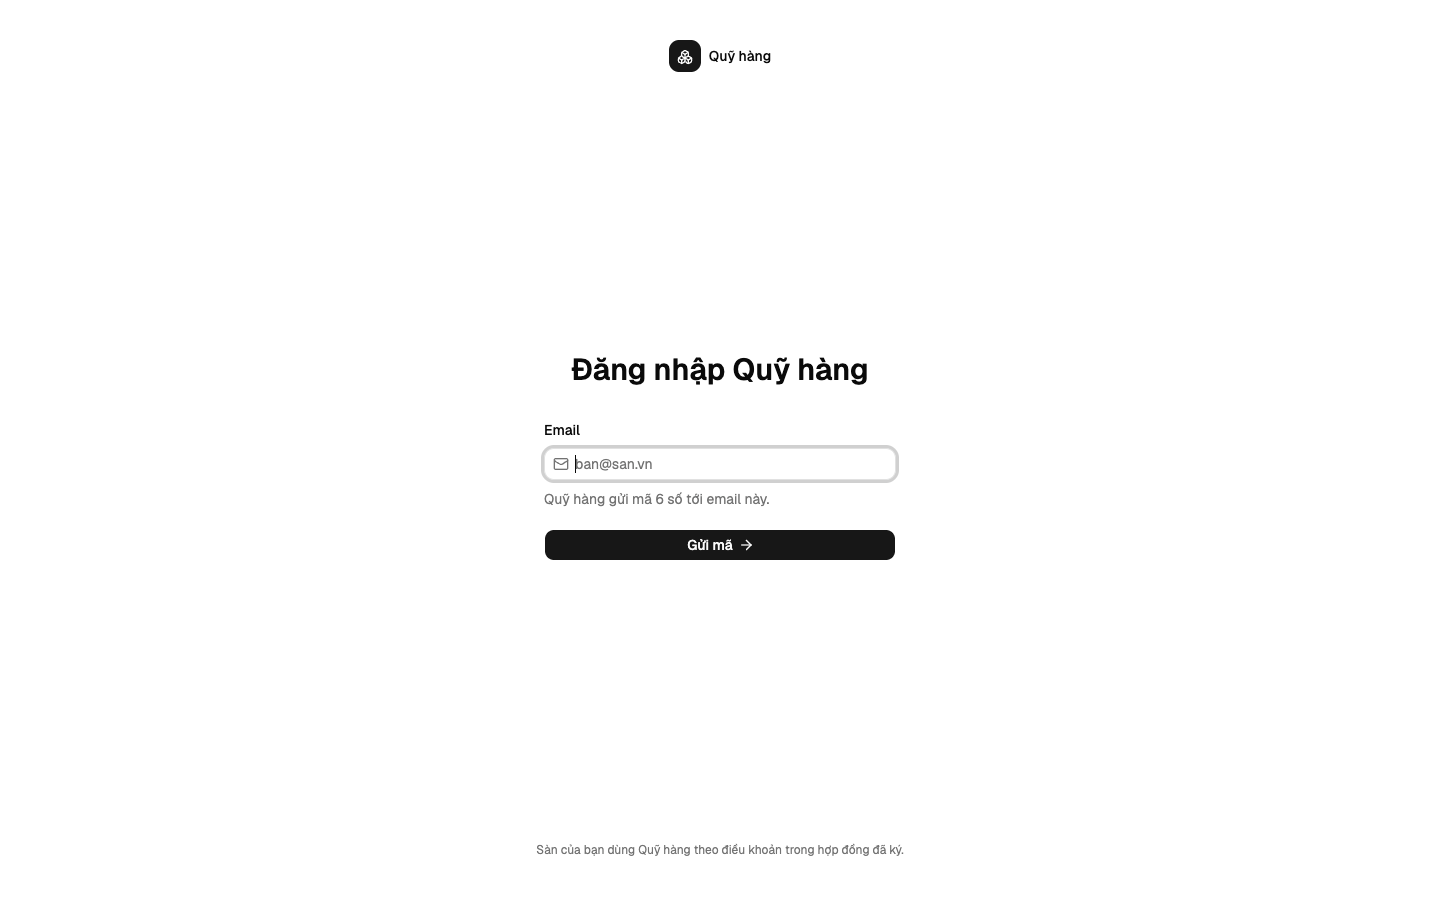 Quỹ hàng
Đăng nhập Quỹ hàng
Email
ban@san.vn
Quỹ hàng gửi mã 6 số tới email này.
Gửi mã
Sàn của bạn dùng Quỹ hàng theo điều khoản trong hợp đồng đã ký.